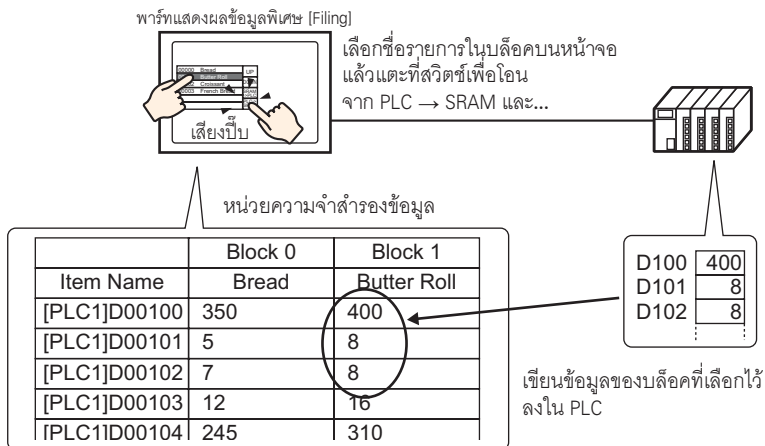 พาร์ทแสดงผลข้อมูลพิเศษ [Filing]
00000 Bread
Butter Roll
Croissant
0003 French Bread
UP
SRAM
เสียงปี๊บ
เลือกชื่อรายการในบล็อคบนหน้าจอ
แล้วแตะที่สวิตช์เพื่อโอน
จาก PLC → SRAM และ...
หน่วยความจำสำรองข้อมูล
Block 0 Block 1
Item Name Bread Butter Roll
[PLC1]D00100 350 400
[PLC1]D00101 5 8
[PLC1]D00102 7 8
[PLC1]D00103 12 16
[PLC1]D00104 245 310
D100 400
D101 8
D102 8
เขียนข้อมูลของบล็อคที่เลือกไว้
ลงใน PLC